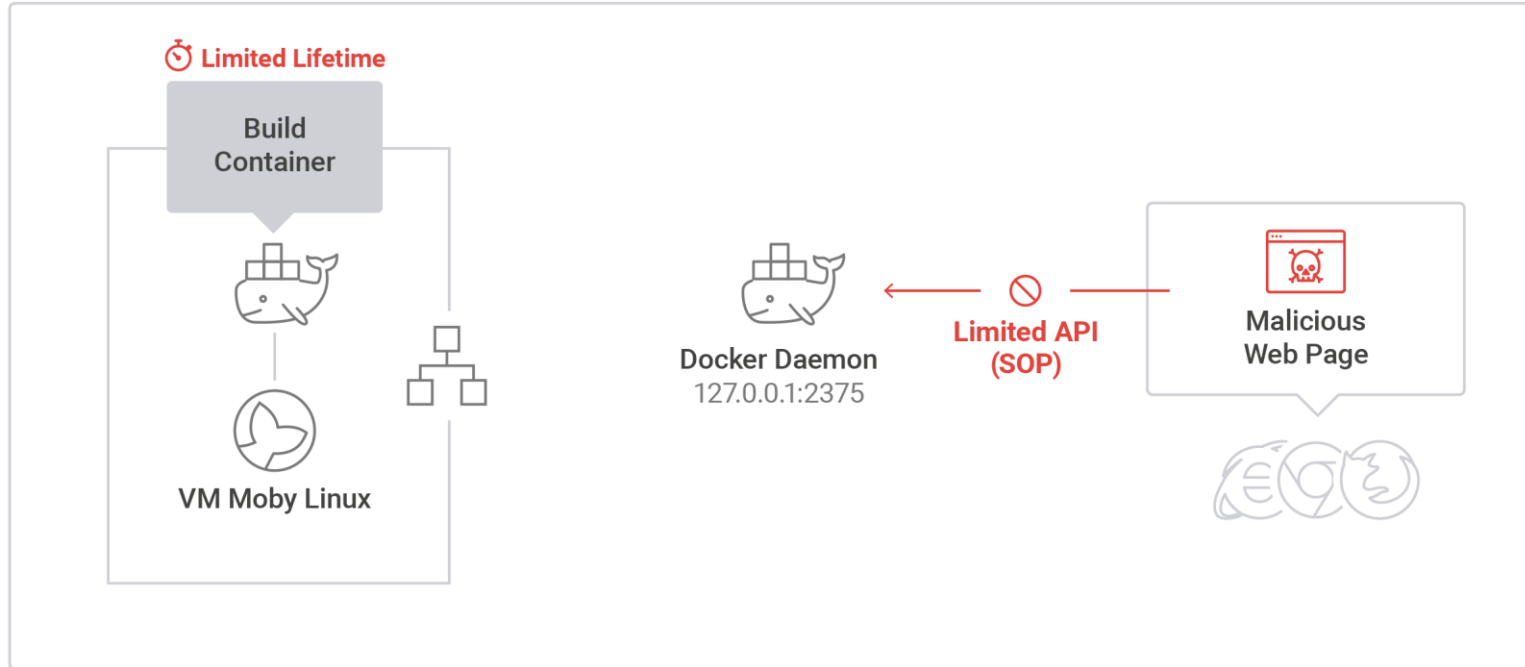 Limited Lifetime
Build
Container
VM Moby Linux
Docker Daemon
127.0.0.1:2375
Limited API
(SOP)
Malicious
Web Page